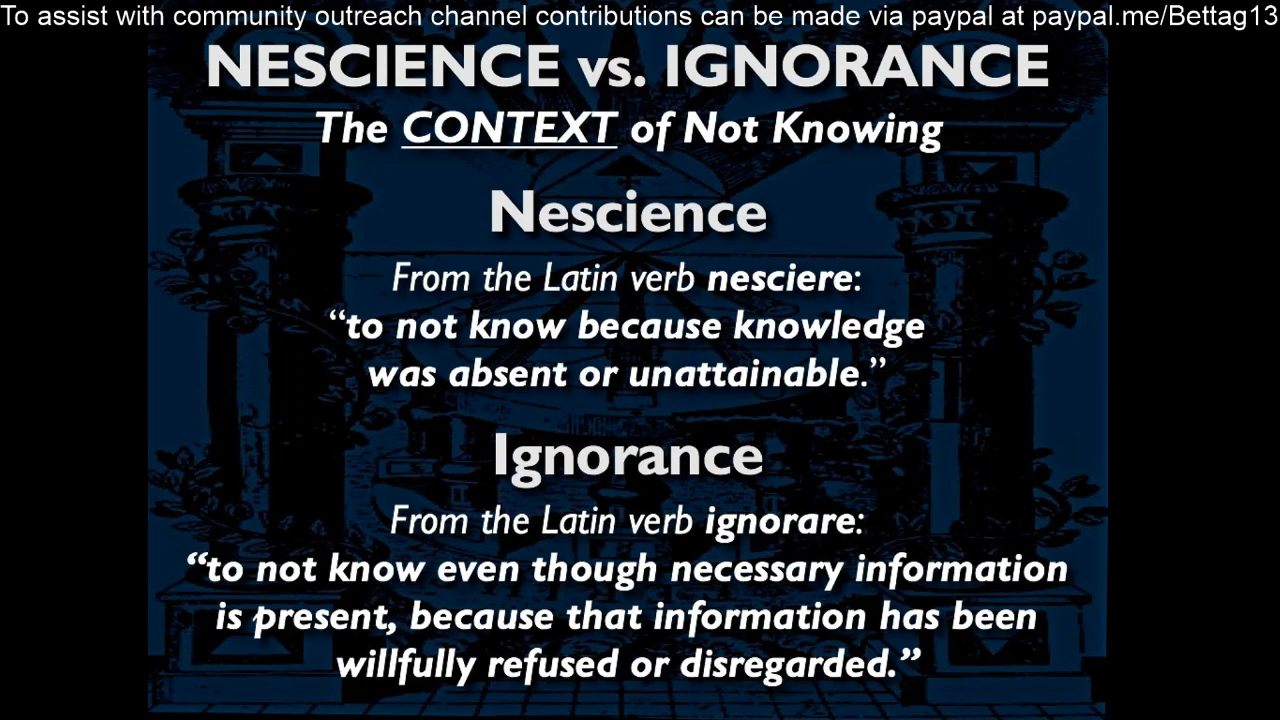 To assist with community outreach channel contributions can be made via paypal at paypal.me/Bettag13
NESCIENCE vs. IGNORANCE
The CONTEXT of Not Knowing
Nescience
From the Latin verb nesciere:
“to not know because knowledge
was absent or unattainable.”
Ignorance
From the Latin verb ignorare:
“to not know even though necessary information
is present, because that information has been
willfully refused or disregarded.”